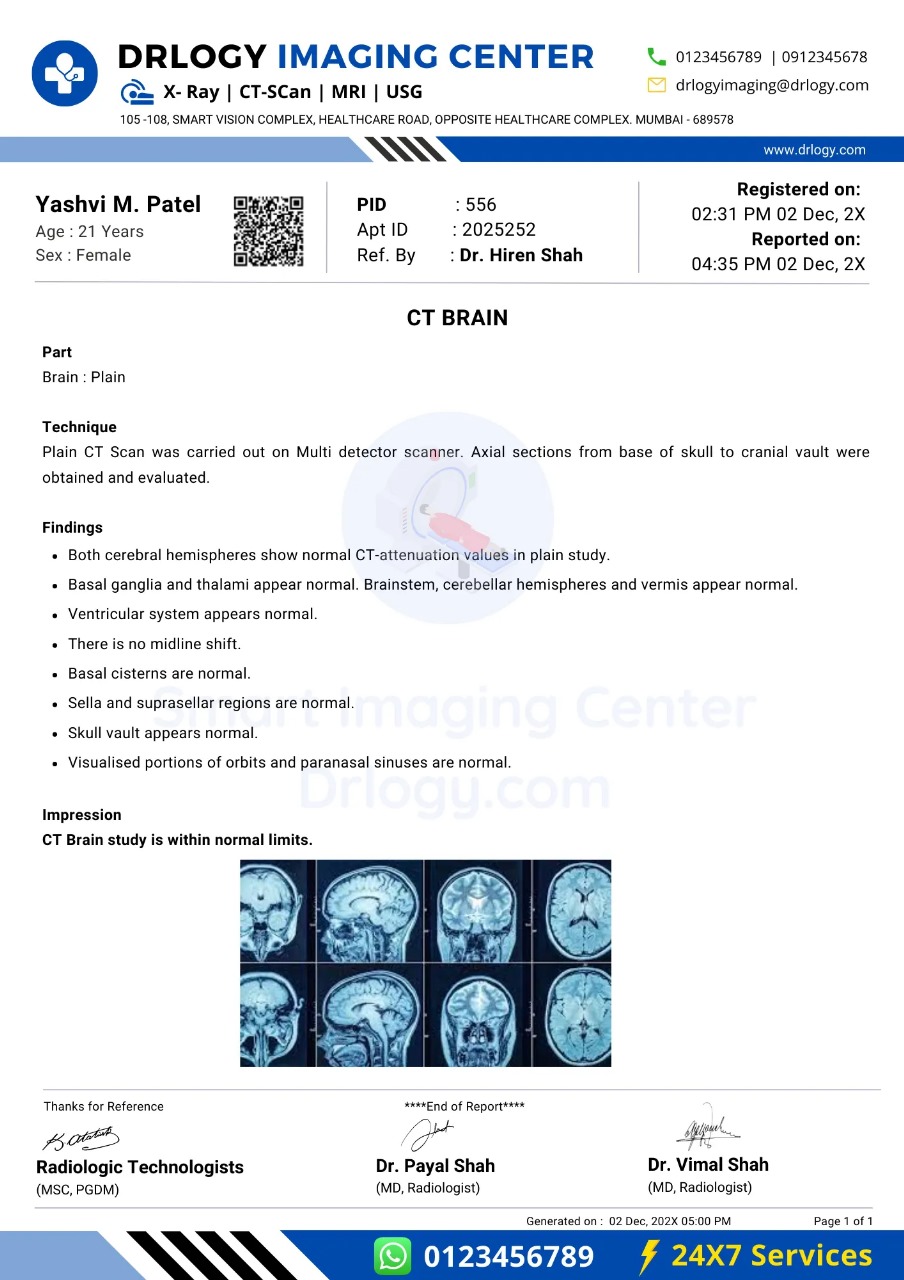 DRLOGY IMAGING CENTER
X- Ray | CT-SCan | MRI | USG
105 -108, SMART VISION COMPLEX, HEALTHCARE ROAD, OPPOSITE HEALTHCARE COMPLEX. MUMBAI - 689578
0123456789 | 0912345678
drlogyimaging@drlogy.com
www.drlogy.com
Yashvi M. Patel
Age : 21 Years
Sex : Female
PID : 556
Apt ID : 2025252
Ref. By : Dr. Hiren Shah
Registered on:
02:31 PM 02 Dec, 2X
Reported on:
04:35 PM 02 Dec, 2X
CT BRAIN
Part
Brain : Plain
Technique
Plain CT Scan was carried out on Multi detector scanner. Axial sections from base of skull to cranial vault were
obtained and evaluated.
Findings
• Both cerebral hemispheres show normal CT-attenuation values in plain study.
• Basal ganglia and thalami appear normal. Brainstem, cerebellar hemispheres and vermis appear normal.
• Ventricular system appears normal.
• There is no midline shift.
• Basal cisterns are normal.
• Sella and suprasellar regions are normal.
• Skull vault appears normal.
• Visualised portions of orbits and paranasal sinuses are normal.
Smart Imaging Center
Drlogy.com
Impression
CT Brain study is within normal limits.
Thanks for Reference
****End of Report****
Radiologic Technologists
(MSC, PGDM)
Dr. Payal Shah
(MD, Radiologist)
Dr. Vimal Shah
(MD, Radiologist)
Generated on : 02 Dec, 202X 05:00 PM
Page 1 of 1
0123456789
24X7 Services